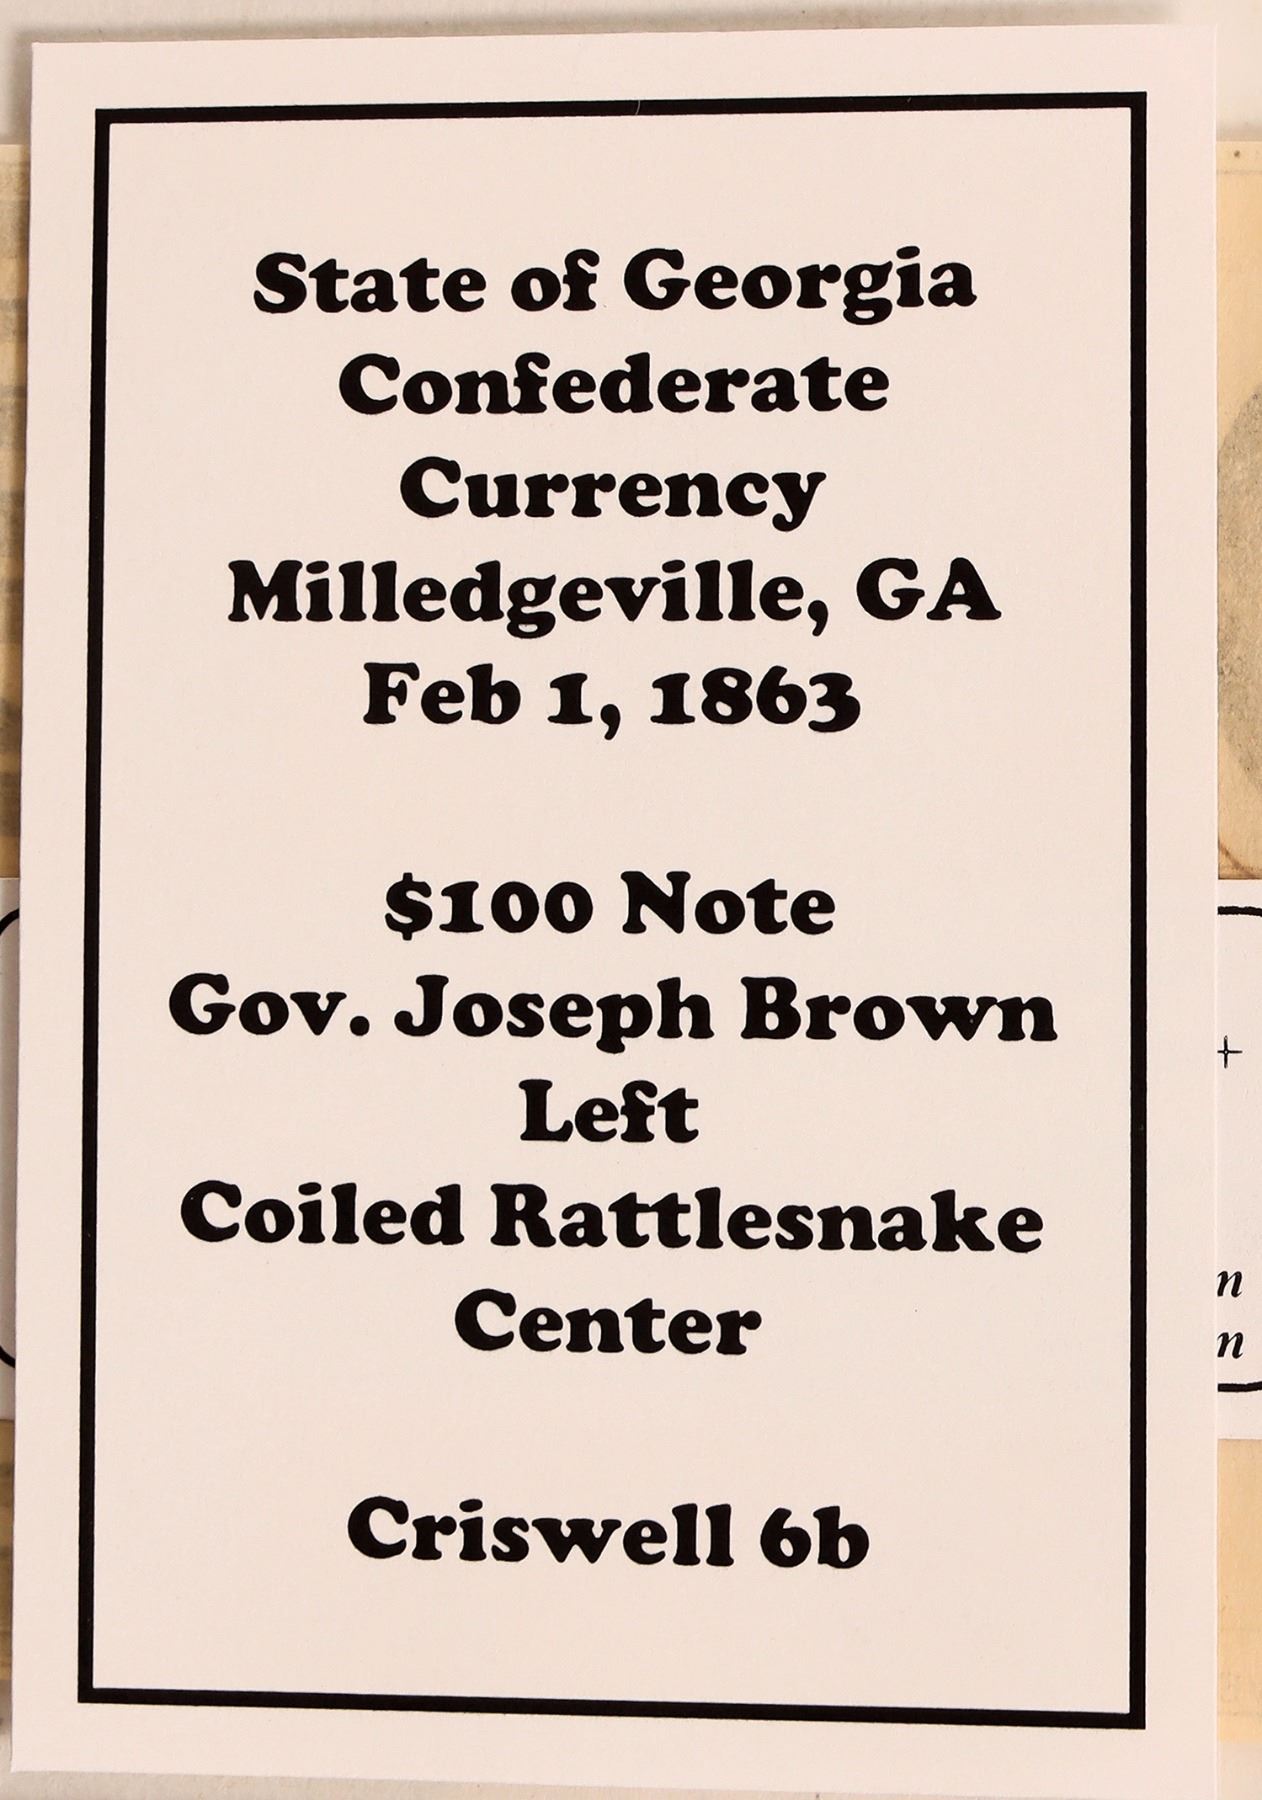 State of Georgia
Confederate
Currency
Milledgeville, GA
Feb 1, 1863
$100 Note
Gov. Joseph Brown
Left
Coiled Rattlesnake
Center
Criswell 6b
+
n
n